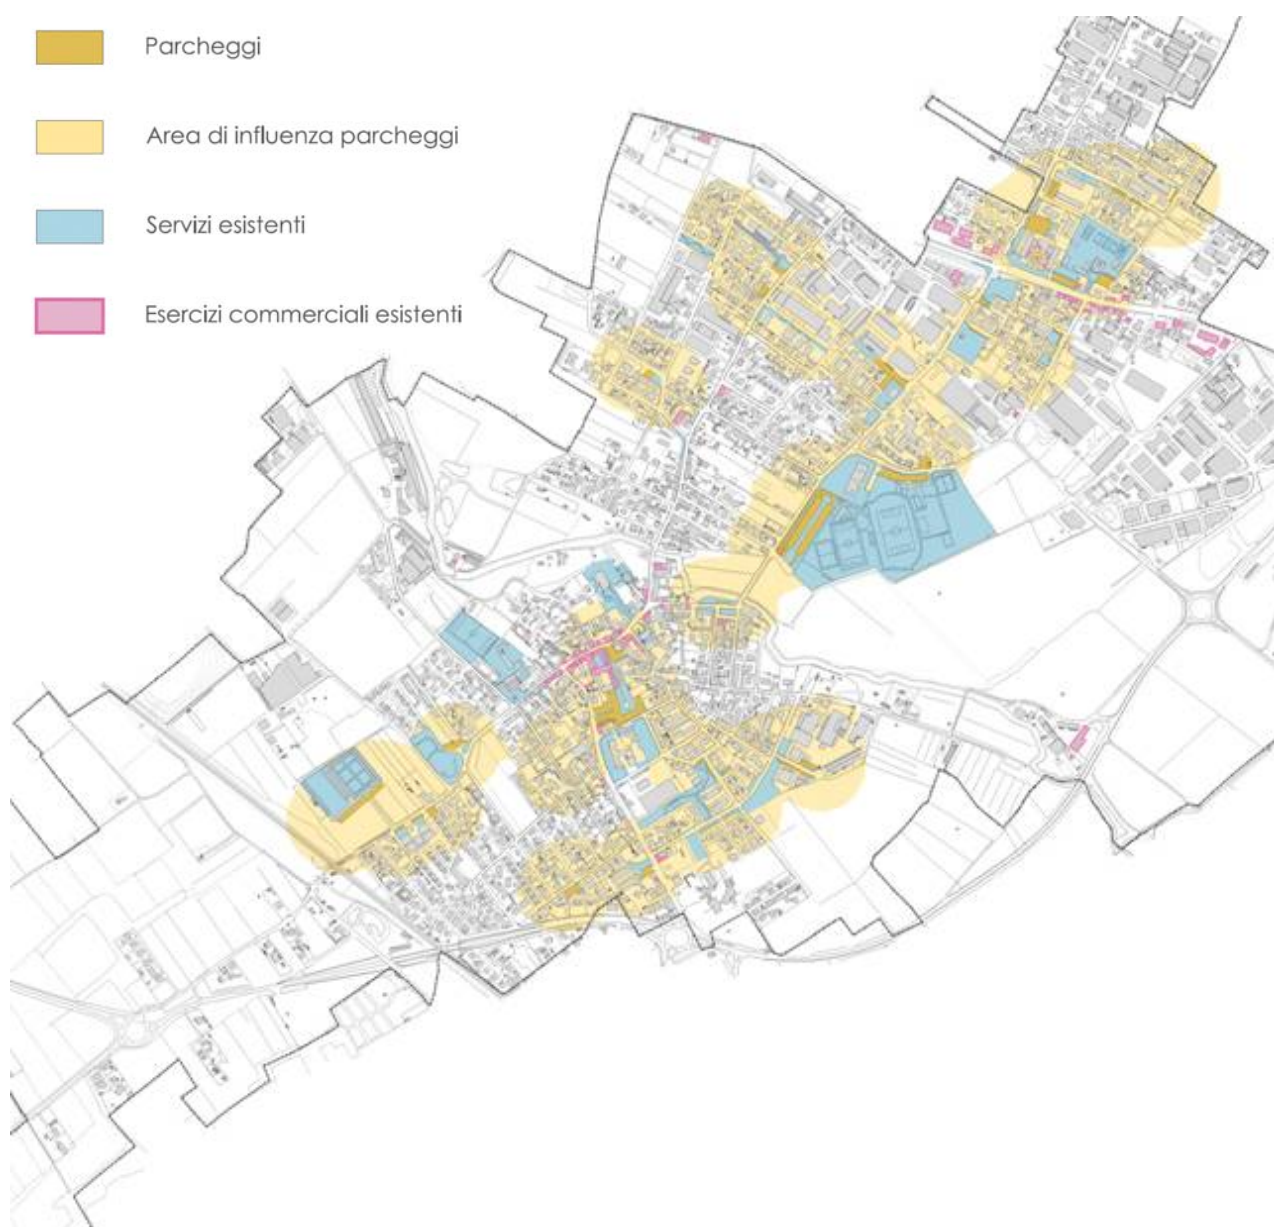 Parcheggi
Area di influenza parcheggi
Servizi esistenti
Esercizi commerciali esistenti